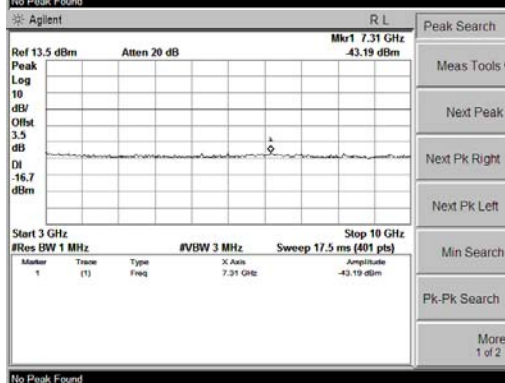 No Peak Found
Agilent R L
Mkr1 7.31 GHz
Ref 13.5 dBm Atten 20 dB -43.19 dBm
Peak
Log
10
dB/
Offst
3.5
dB
DI
-16.7
dBm
1
Start 3 GHz Stop 10 GHz
#Res BW 1 MHz #VBW 3 MHz Sweep 17.5 ms (401 pts)
Marker Trace Type X Axis Amplitude
1 (1) Freq 7.31 GHz -43.19 dBm
Peak Search
Meas Tools
Next Peak
Next Pk Right
Next Pk Left
Min Search
Pk-Pk Search
More
1 of 2
No Peak Found